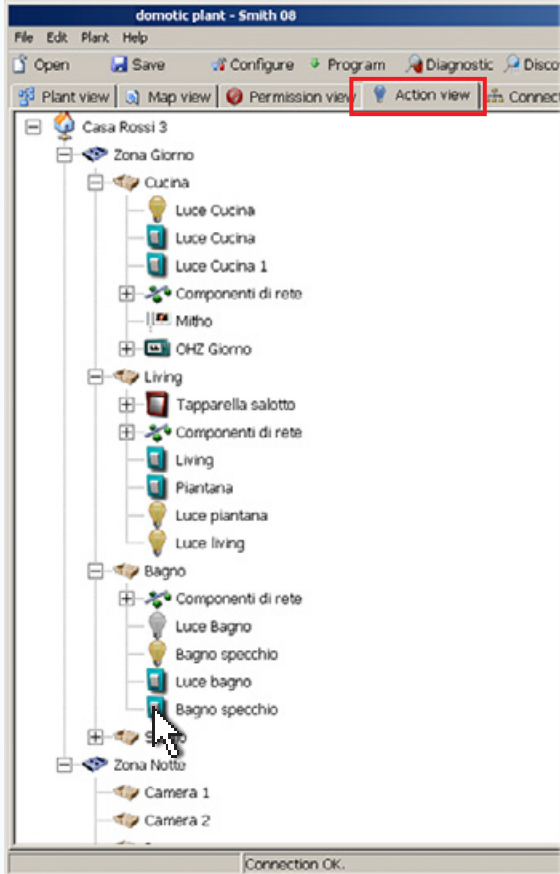 domotic plant - Smith 08
File Edit Plant Help
Open Save Configure Program Diagnostic Disco
Plant view Map view Permission view Action view Connect
Casa Rossi 3
Zona Giorno
Cucina
Luce Cucina
Luce Cucina
Luce Cucina 1
Componenti di rete
Mitho
OHZ Giorno
Living
Tapparella salotto
Componenti di rete
Living
Piantana
Luce piantana
Luce living
Bagno
Componenti di rete
Luce Bagno
Bagno specchio
Luce bagno
Bagno specchio
Zona Notte
Camera 1
Camera 2
Connection OK.